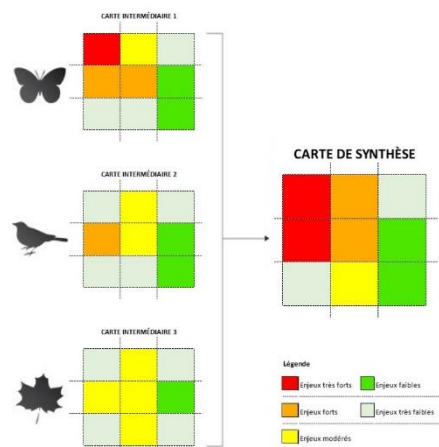 CARTE INTERMÉDIAIRE 1
CARTE INTERMÉDIAIRE 2
CARTE DE SYNTHÈSE
CARTE INTERMÉDIAIRE 3
Légende
Enjeux très forts
Enjeux faibles
Enjeux forts
Enjeux très faibles
Enjeux modérés